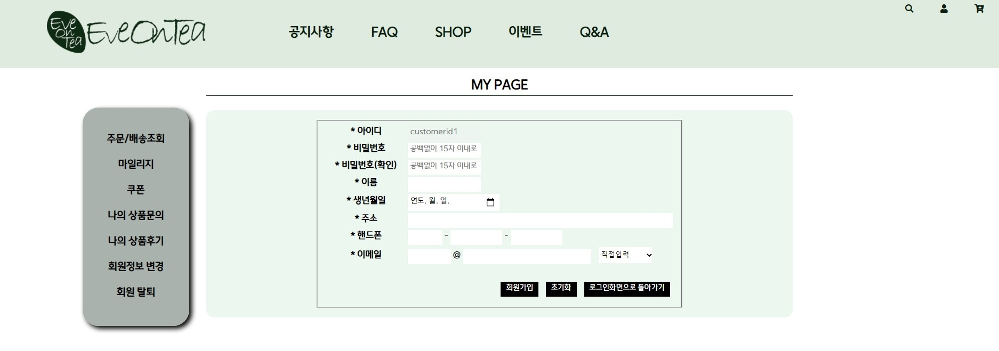 Eve
On
Tea
EveOnTea
공지사항 FAQ SHOP 이벤트 Q&A
MY PAGE
주문/배송조회
마일리지
쿠폰
나의 상품문의
나의 상품후기
회원정보 변경
회원 탈퇴
* 아이디 customerid1
* 비밀번호 공백없이 15자 이내로
* 비밀번호(확인) 공백없이 15자 이내로
* 이름
* 생년월일 연도. 월. 일.
* 주소
* 핸드폰 - -
* 이메일 @ 직접입력
회원가입 초기화 로그인화면으로 돌아가기